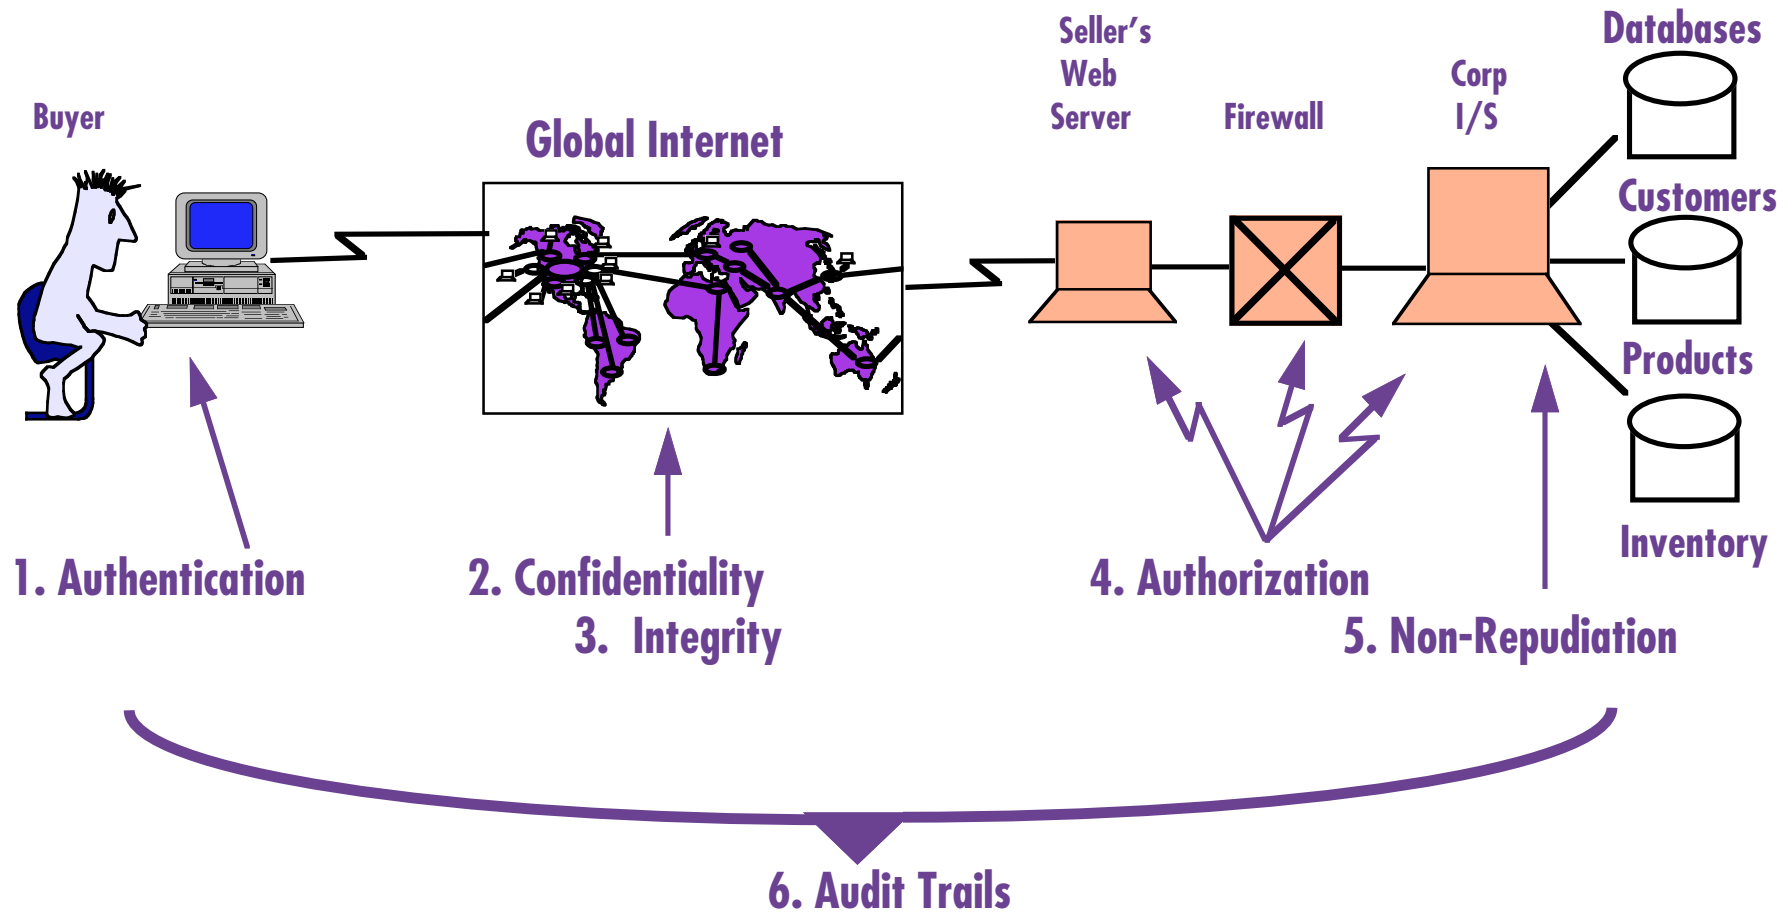 Buyer
Global Internet
Seller's
Web
Server
Firewall
Corp
I/S
Databases
Customers
Products
Inventory
1. Authentication
2. Confidentiality
3. Integrity
4. Authorization
5. Non-Repudiation
6. Audit Trails